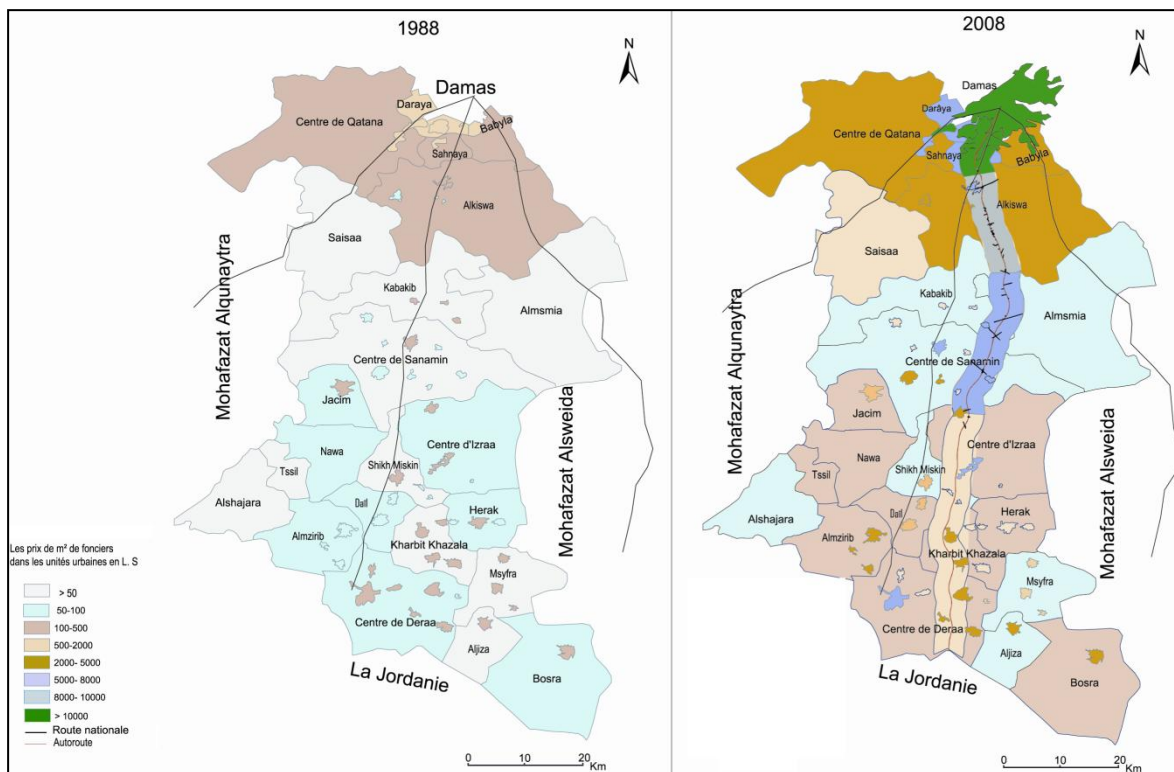 1988
N
Damas
Daraya
Babyla
Centre de Qatana
Sahnaya
Alkiswa
Saisaa
Mohafazat Alqunaytra
Kabakib
Almsmia
Centre de Sanamin
Jacim
Mohafazat Alsweida
Centre d'Izraa
Nawa
Shikh Miskin
Tssil
Alshajara
Dail
Herak
Almzirib
Kharbit Khazala
Msyfra
Centre de Deraa
Aljiza
Bosra
La Jordanie
Les prix de m² de fonciers
dans les unités urbaines en L. S
> 50
50-100
100-500
500-2000
2000- 5000
5000- 8000
8000- 10000
> 10000
Route nationale
Autoroute
0 10 20
Km
2008
N
Damas
Darâya
Centre de Qatana
Sahnaya
Babyla
Alkiswa
Saisaa
Mohafazat Alqunaytra
Kabakib
Almsmia
Centre de Sanamin
Jacim
Mohafazat Alsweida
Centre d'Izraa
Nawa
Shikh Miskin
Tssil
Alshajara
Dail
Herak
Almzirib
Kharbit Khazala
Msyfra
Centre de Deraa
Aljiza
Bosra
La Jordanie
0 10 20
Km